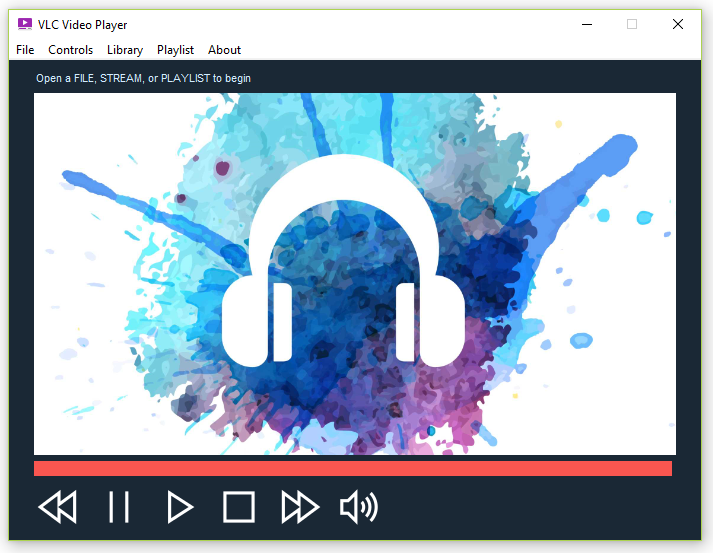 VLC Video Player
File Controls Library Playlist About
Open a FILE, STREAM, or PLAYLIST to begin